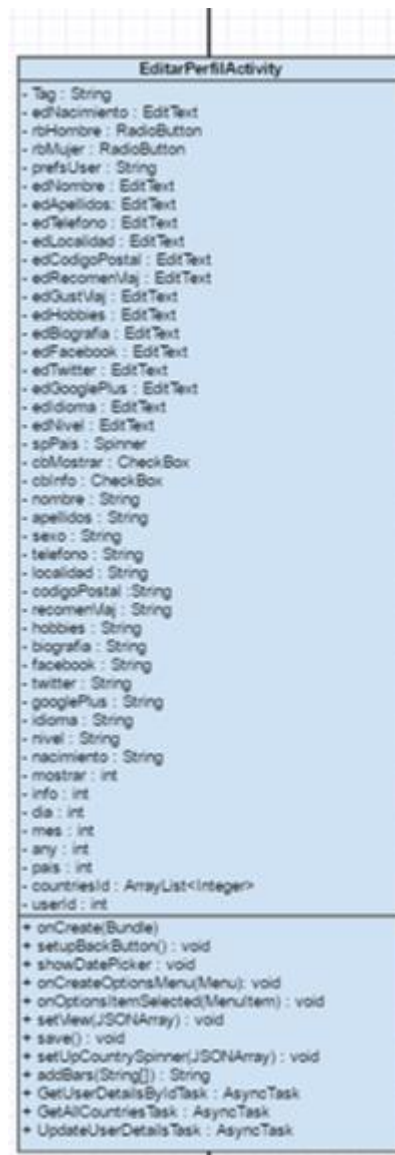 EditarPerfilActivity
- Tag : String
- edNacimiento : EditText
- rbHombre : RadioButton
- rbMujer : RadioButton
- prefsUser : String
- edNombre : EditText
- edApellidos: EditText
- edTelefono : EditText
- edLocalidad : EditText
- edCodigoPostal : EditText
- edRecomenViaj : EditText
- edGustViaj : EditText
- edHobbies : EditText
- edBiografia : EditText
- edFacebook : EditText
- edTwitter : EditText
- edGooglePlus : EditText
- edIdioma : EditText
- edNivel : EditText
- spPais : Spinner
- cbMostrar : CheckBox
- cbInfo : CheckBox
- nombre : String
- apellidos : String
- sexo : String
- telefono : String
- localidad : String
- codigoPostal :String
- recomenViaj : String
- hobbies : String
- biografia : String
- facebook : String
- twitter : String
- googlePlus : String
- idioma : String
- nivel : String
- nacimiento : String
- mostrar : int
- info : int
- dia : int
- mes : int
- any : int
- pais : int
- countriesId : ArrayList<Integer>
- userId : int
+ onCreate(Bundle)
+ setupBackButton() : void
+ showDatePicker : void
+ onCreateOptionsMenu(Menu): void
+ onOptionsItemSelected(MenuItem) : void
+ setView(JSONArray) : void
+ save() : void
+ setUpCountrySpinner(JSONArray) : void
+ addBars(String[]) : String
+ GetUserDetailsByIdTask : AsyncTask
+ GetAllCountriesTask : AsyncTask
+ UpdateUserDetailsTask : AsyncTask